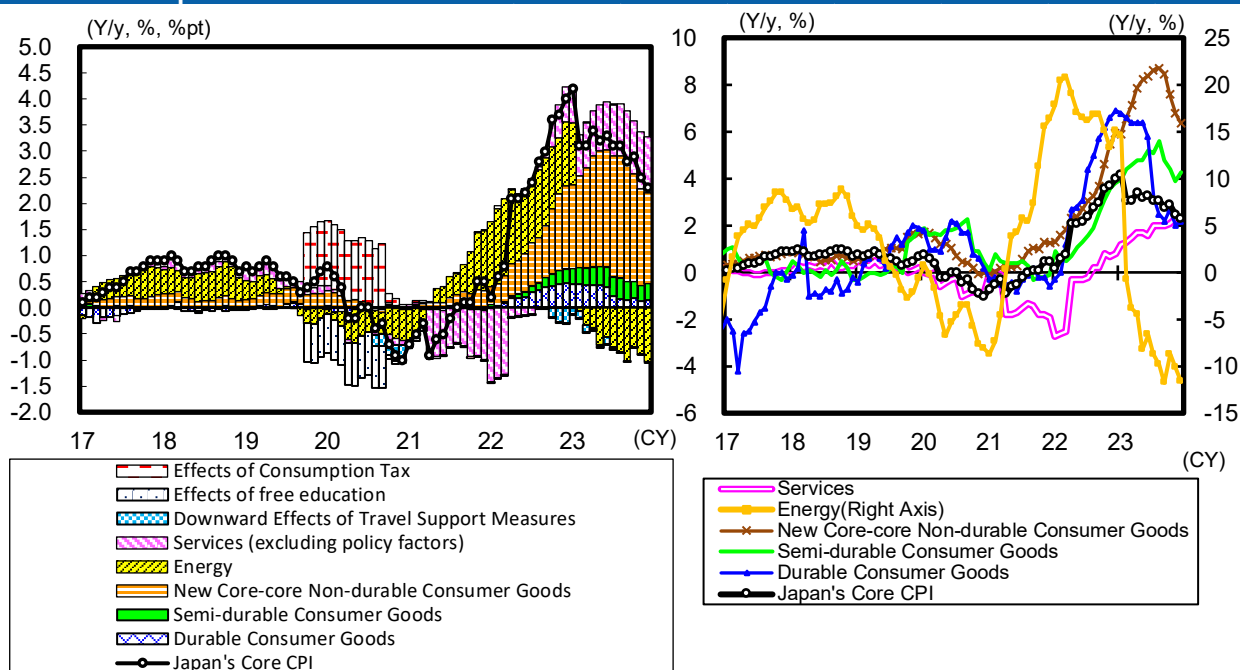 (Y/y, %, %pt)
5.0
4.5
4.0
3.5
3.0
2.5
2.0
1.5
1.0
0.5
0.0
-0.5
-1.0
-1.5
-2.0
17 18 19 20 21 22 23 (CY)
Effects of Consumption Tax
Effects of free education
Downward Effects of Travel Support Measures
Services (excluding policy factors)
Energy
New Core-core Non-durable Consumer Goods
Semi-durable Consumer Goods
Durable Consumer Goods
Japan's Core CPI
(Y/y, %) (Y/y, %)
10 25
8 20
6 15
4 10
2 5
0 0
-2 -5
-4 -10
-6 -15
17 18 19 20 21 22 23
(CY)
Services
Energy(Right Axis)
New Core-core Non-durable Consumer Goods
Semi-durable Consumer Goods
Durable Consumer Goods
Japan's Core CPI